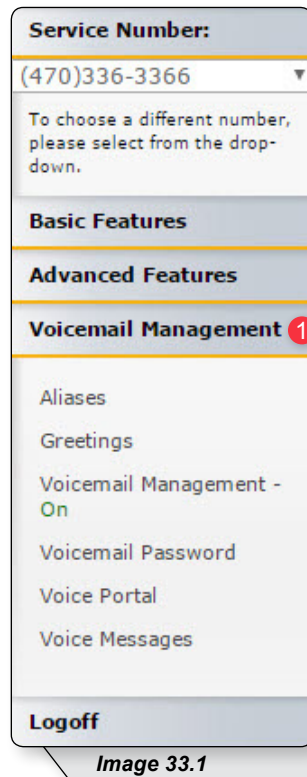 Service Number:
(470)336-3366
To choose a different number,
please select from the drop-
down.
Basic Features
Advanced Features
Voicemail Management 1
Aliases
Greetings
Voicemail Management -
On
Voicemail Password
Voice Portal
Voice Messages
Logoff
Image 33.1